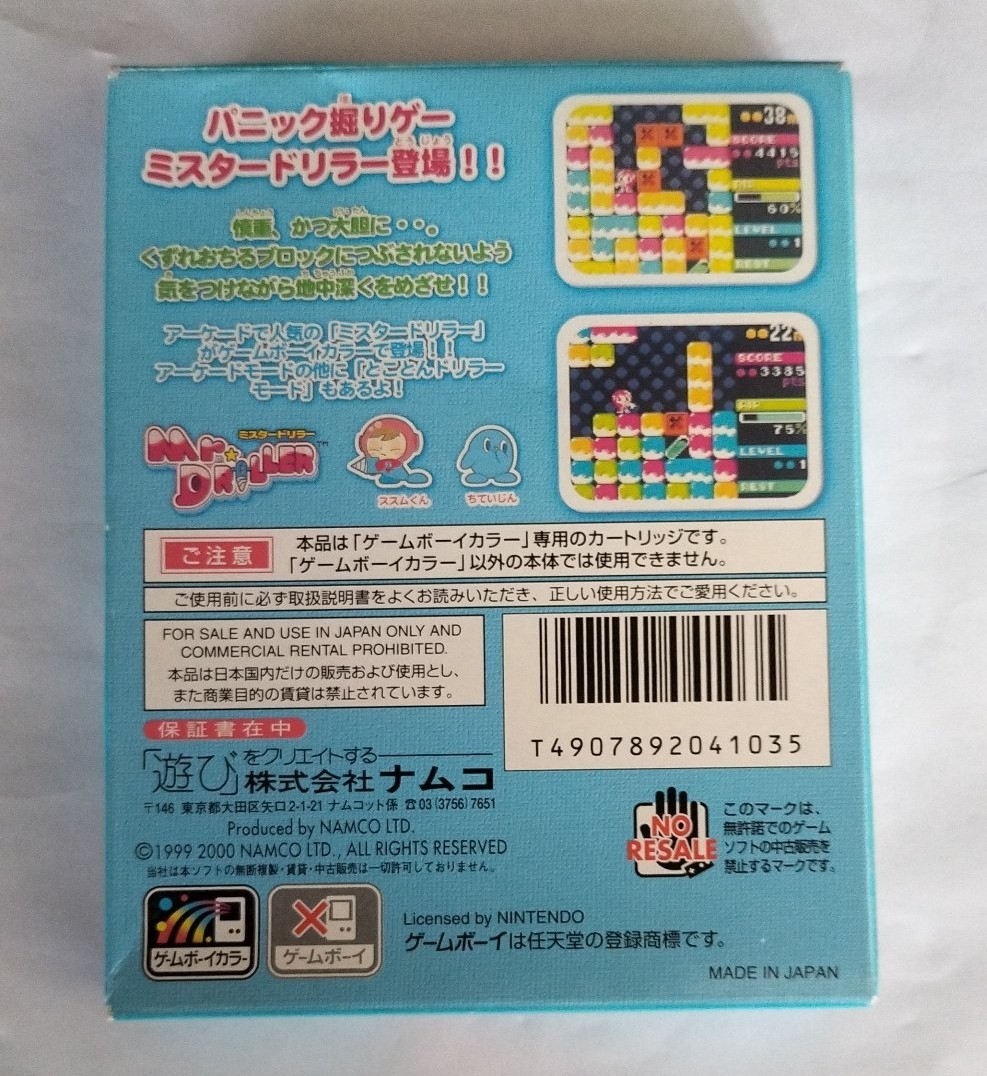 パニック掘りゲー
ミスタードリラー登場！！
慎重、かつ大胆に・・。
くずれおちるブロックにつぶされないよう
気をつけながら地中深くをめざせ！！
アーケードで人気の「ミスタードリラー」
がゲームボーイカラーで登場！！
アーケードモードの他に「とことんドリラー
モード」もあるよ！
ミスタードリラー
Mr. DRILLER™
ススムくん
ちていじん
38m
SCORE
4415
pts
AIR
60%
LEVEL
1
REST
22m
SCORE
3385
pts
AIR
75%
LEVEL
1
REST
ご注意
本品は「ゲームボーイカラー」専用のカートリッジです。
「ゲームボーイカラー」以外の本体では使用できません。
ご使用前に必ず取扱説明書をよくお読みいただき、正しい使用方法でご愛用ください。
FOR SALE AND USE IN JAPAN ONLY AND
COMMERCIAL RENTAL PROHIBITED.
本品は日本国内だけの販売および使用とし、
また商業目的の賃貸は禁止されています。
T4907892041035
保証書在中
「遊び」をクリエイトする
株式会社ナムコ
〒146 東京都大田区矢口2-1-21 ナムコット係 ☎03(3756)7651
Produced by NAMCO LTD.
©1999 2000 NAMCO LTD., ALL RIGHTS RESERVED
当社は本ソフトの無断複製・賃貸・中古販売は一切許可しておりません。
NO
RESALE
このマークは、
無許諾でのゲーム
ソフトの中古販売を
禁止するマークです。
ゲームボーイカラー
ゲームボーイ
Licensed by NINTENDO
ゲームボーイは任天堂の登録商標です。
MADE IN JAPAN